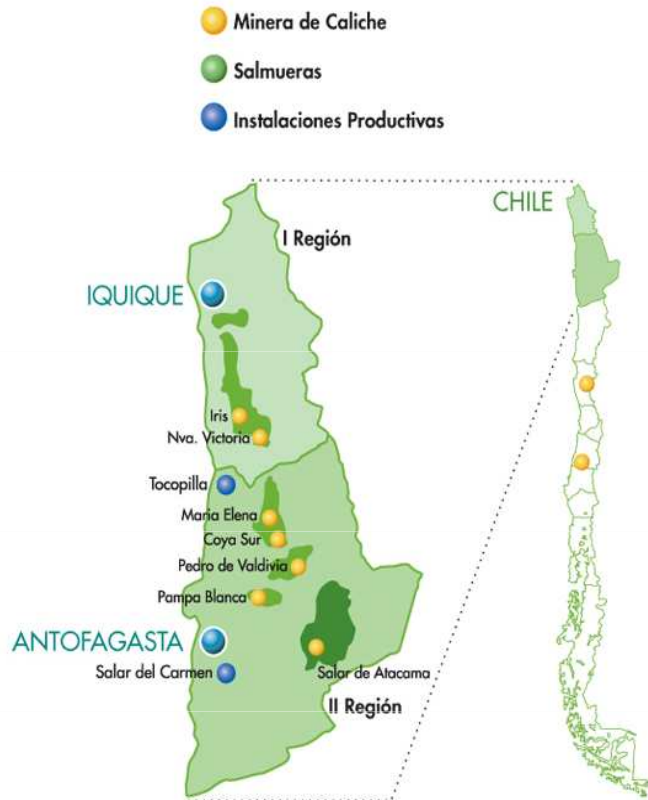 Minera de Caliche
Salmueras
Instalaciones Productivas
CHILE
I Región
IQUIQUE
Iris
Nva. Victoria
Tocopilla
Maria Elena
Coya Sur
Pedro de Valdivia
Pampa Blanca
ANTOFAGASTA
Salar del Carmen
Salar de Atacama
II Región